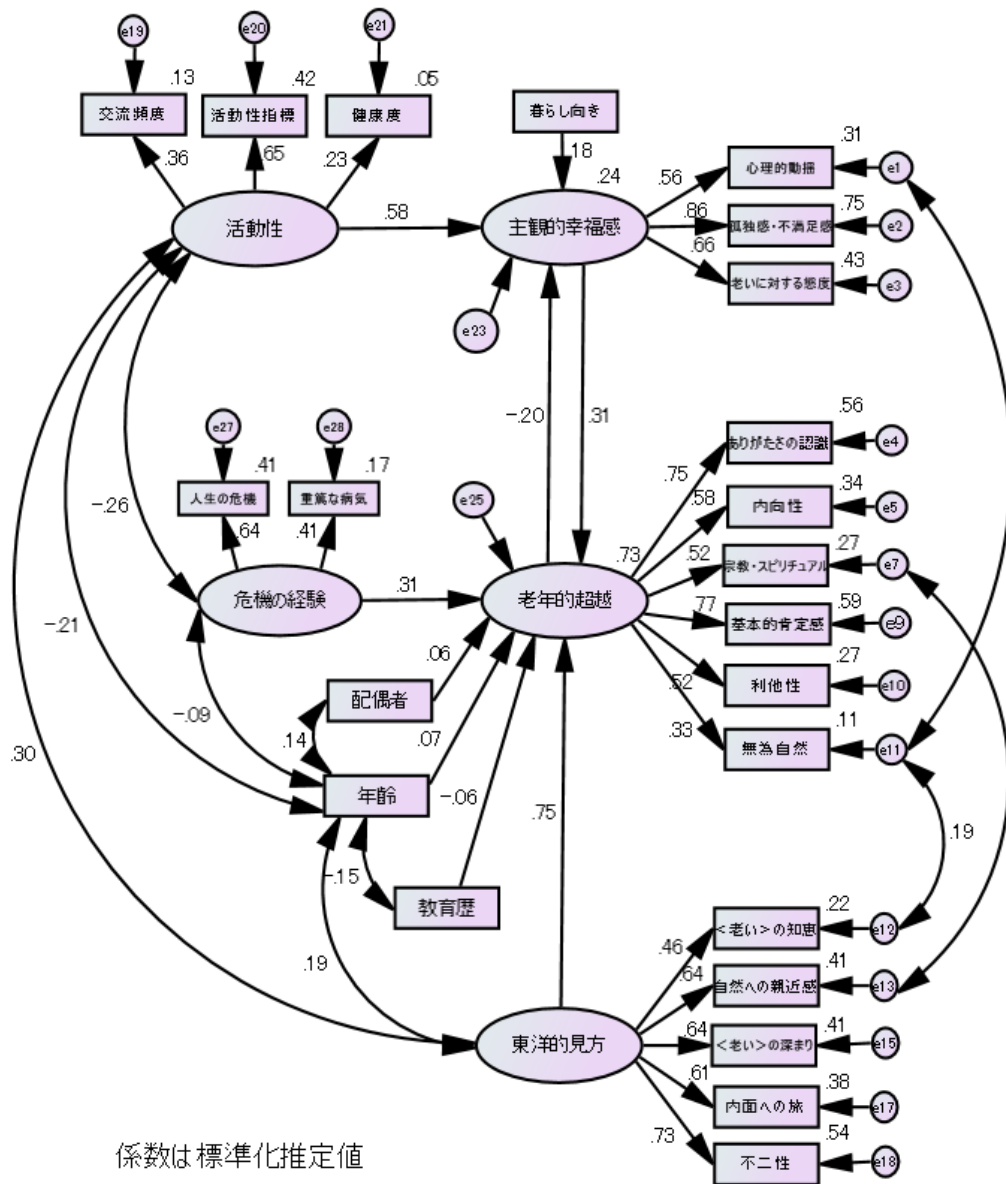 e19
e20
e21
.13
.42
.05
交流頻度
活動性指標
健康度
暮らし向き
.36
.65
.23
18
.24
.31
心理的動揺
e1
.56
活動性
.58
主観的幸福感
.86
.75
孤独感・不満足感
e2
.66
.43
老いに対する態度
e3
e23
-.20
.31
e27
e28
.41
.17
人生の危機
重篤な病気
.64
.41
e25
.56
ありがたさの認識
e4
.75
.58
.34
内向性
e5
-.26
.73
.52
.27
宗教・スピリチュアル
e7
危機の経験
.31
老年的超越
.77
.59
基本的肯定感
e9
-.21
.06
.27
利他性
e10
.52
配偶者
.33
.11
無為自然
e11
-.09
.14
.07
.30
年齢
-.06
.75
.19
-.15
教育歴
.22
<老い>の知恵
e12
.46
.19
.41
自然への親近感
e13
.64
東洋的見方
.64
.41
<老い>の深まり
e15
.61
.38
内面への旅
e17
.73
.54
不二性
e18
係数は標準化推定値